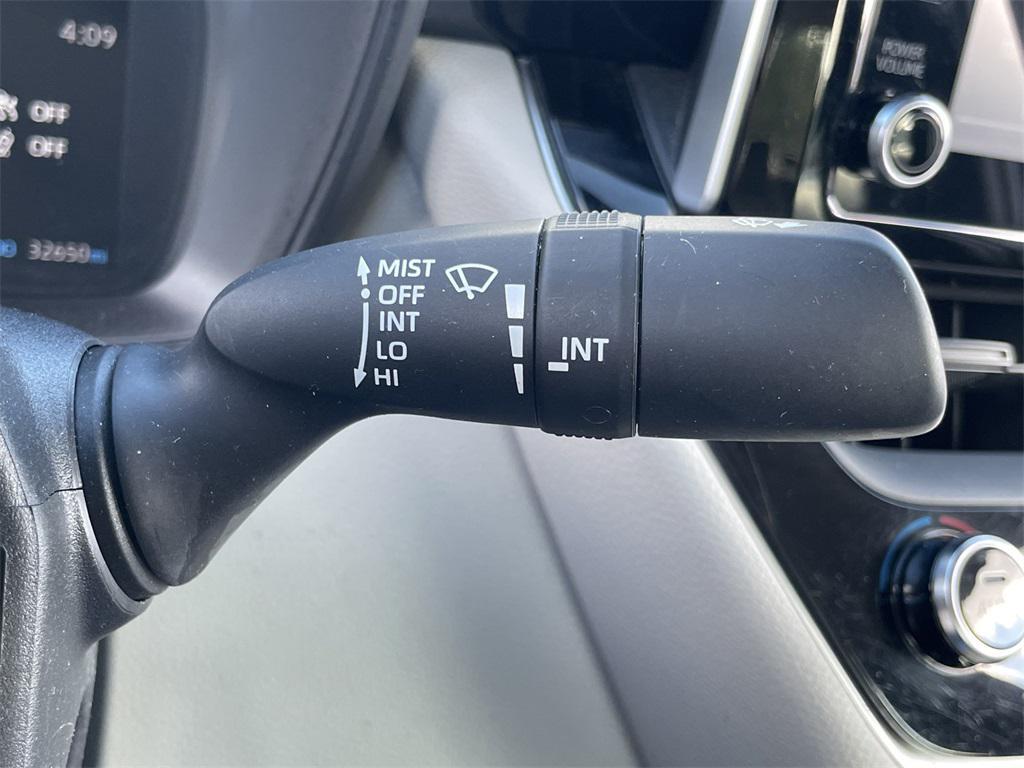 4:09
OFF
OFF
32650
POWER
VOLUME
MIST
OFF
INT
LO
HI
INT